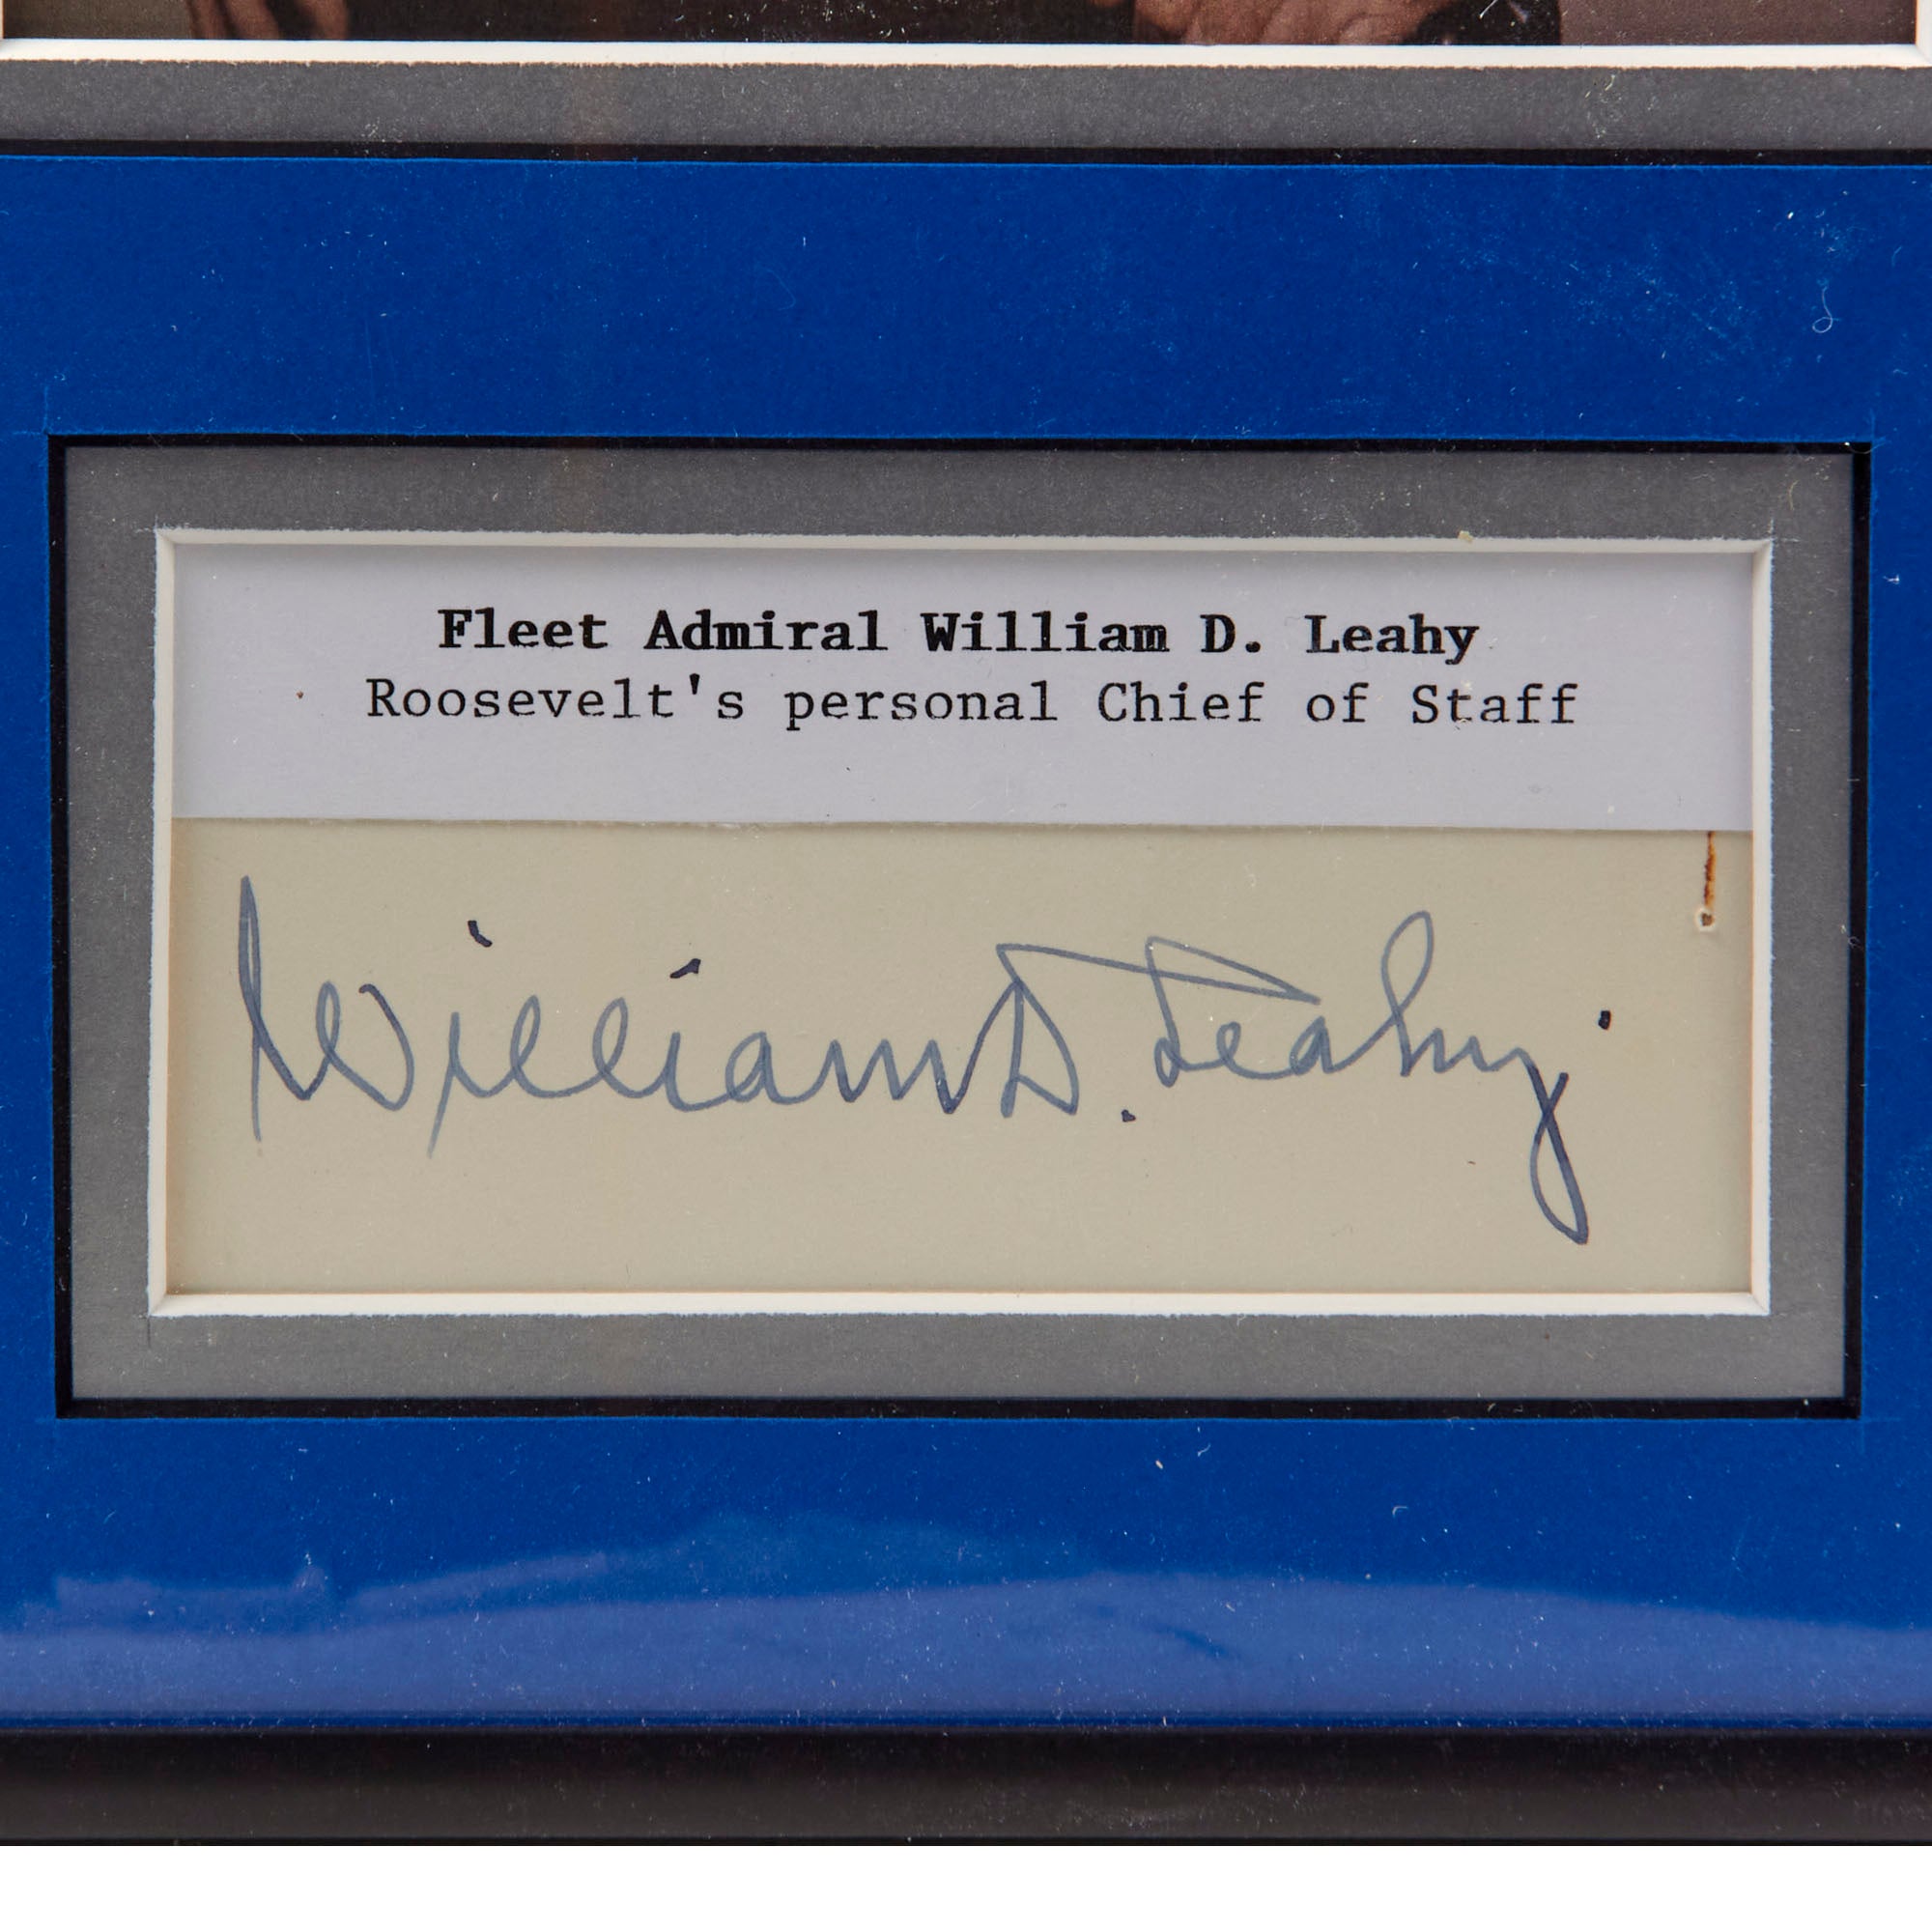 Fleet Admiral William D. Leahy
Roosevelt's personal Chief of Staff
William D. Leahy.